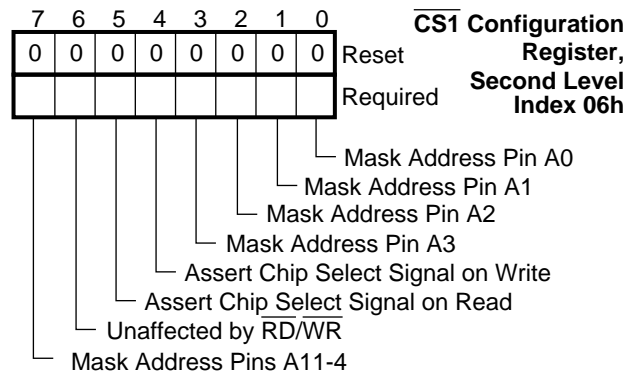 7 6 5 4 3 2 1 0
CS1 Configuration
Register,
Second Level
Index 06h
0 0 0 0 0 0 0 0 Reset
Required
Mask Address Pin A0
Mask Address Pin A1
Mask Address Pin A2
Mask Address Pin A3
Assert Chip Select Signal on Write
Assert Chip Select Signal on Read
Unaffected by RD/WR
Mask Address Pins A11-4